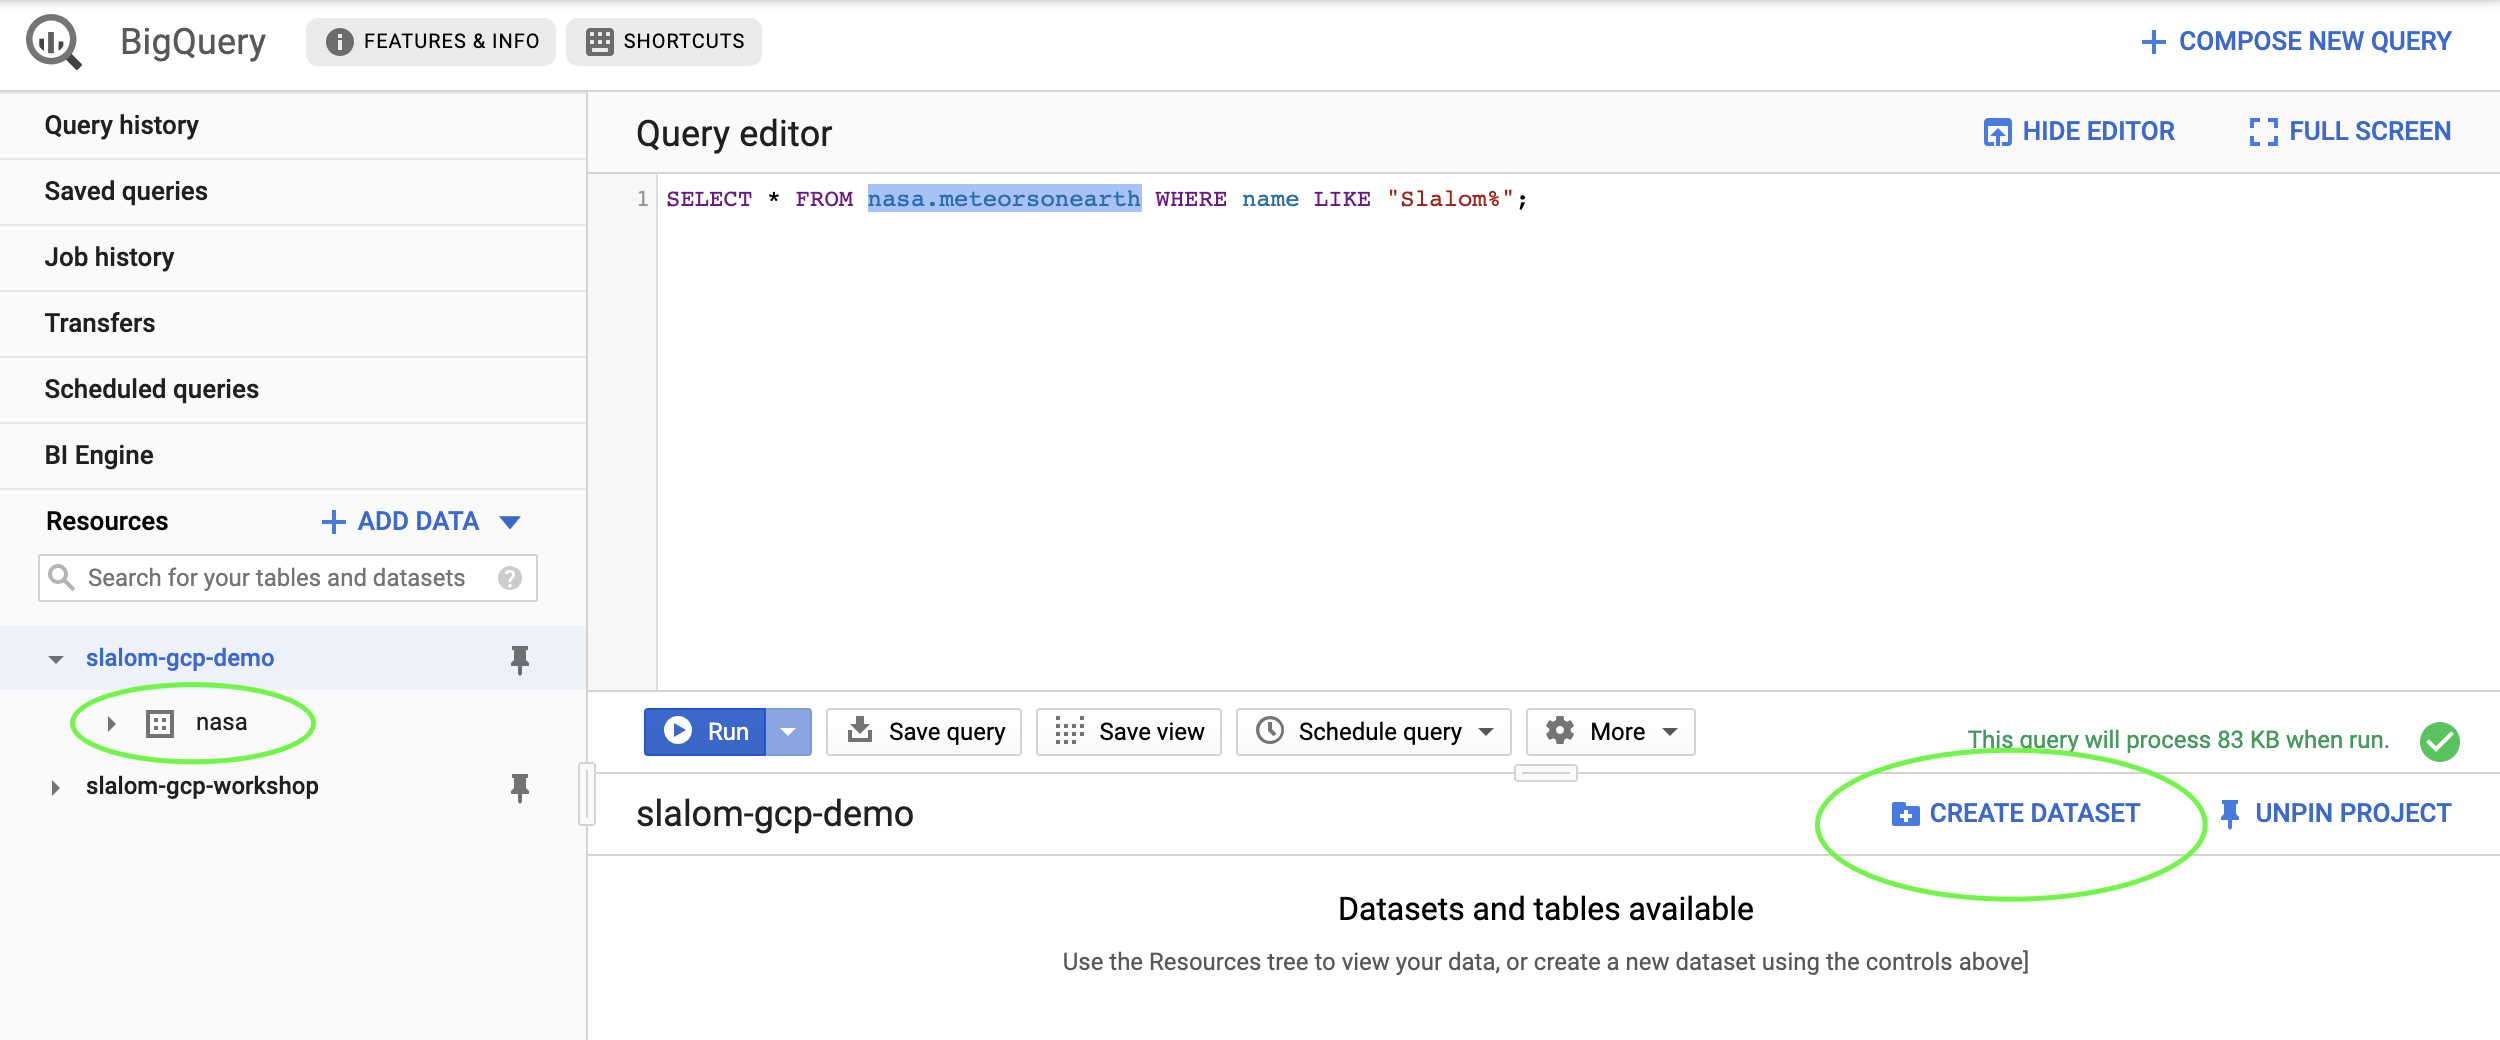 BigQuery FEATURES & INFO SHORTCUTS COMPOSE NEW QUERY
Query history
Saved queries
Job history
Transfers
Scheduled queries
BI Engine
Resources ADD DATA
Search for your tables and datasets
slalom-gcp-demo
nasa
slalom-gcp-workshop
Query editor HIDE EDITOR FULL SCREEN
1 SELECT * FROM nasa.meteorsonearth WHERE name LIKE "Slalom%";
Run Save query Save view Schedule query More This query will process 83 KB when run.
slalom-gcp-demo CREATE DATASET UNPIN PROJECT
Datasets and tables available
Use the Resources tree to view your data, or create a new dataset using the controls above]